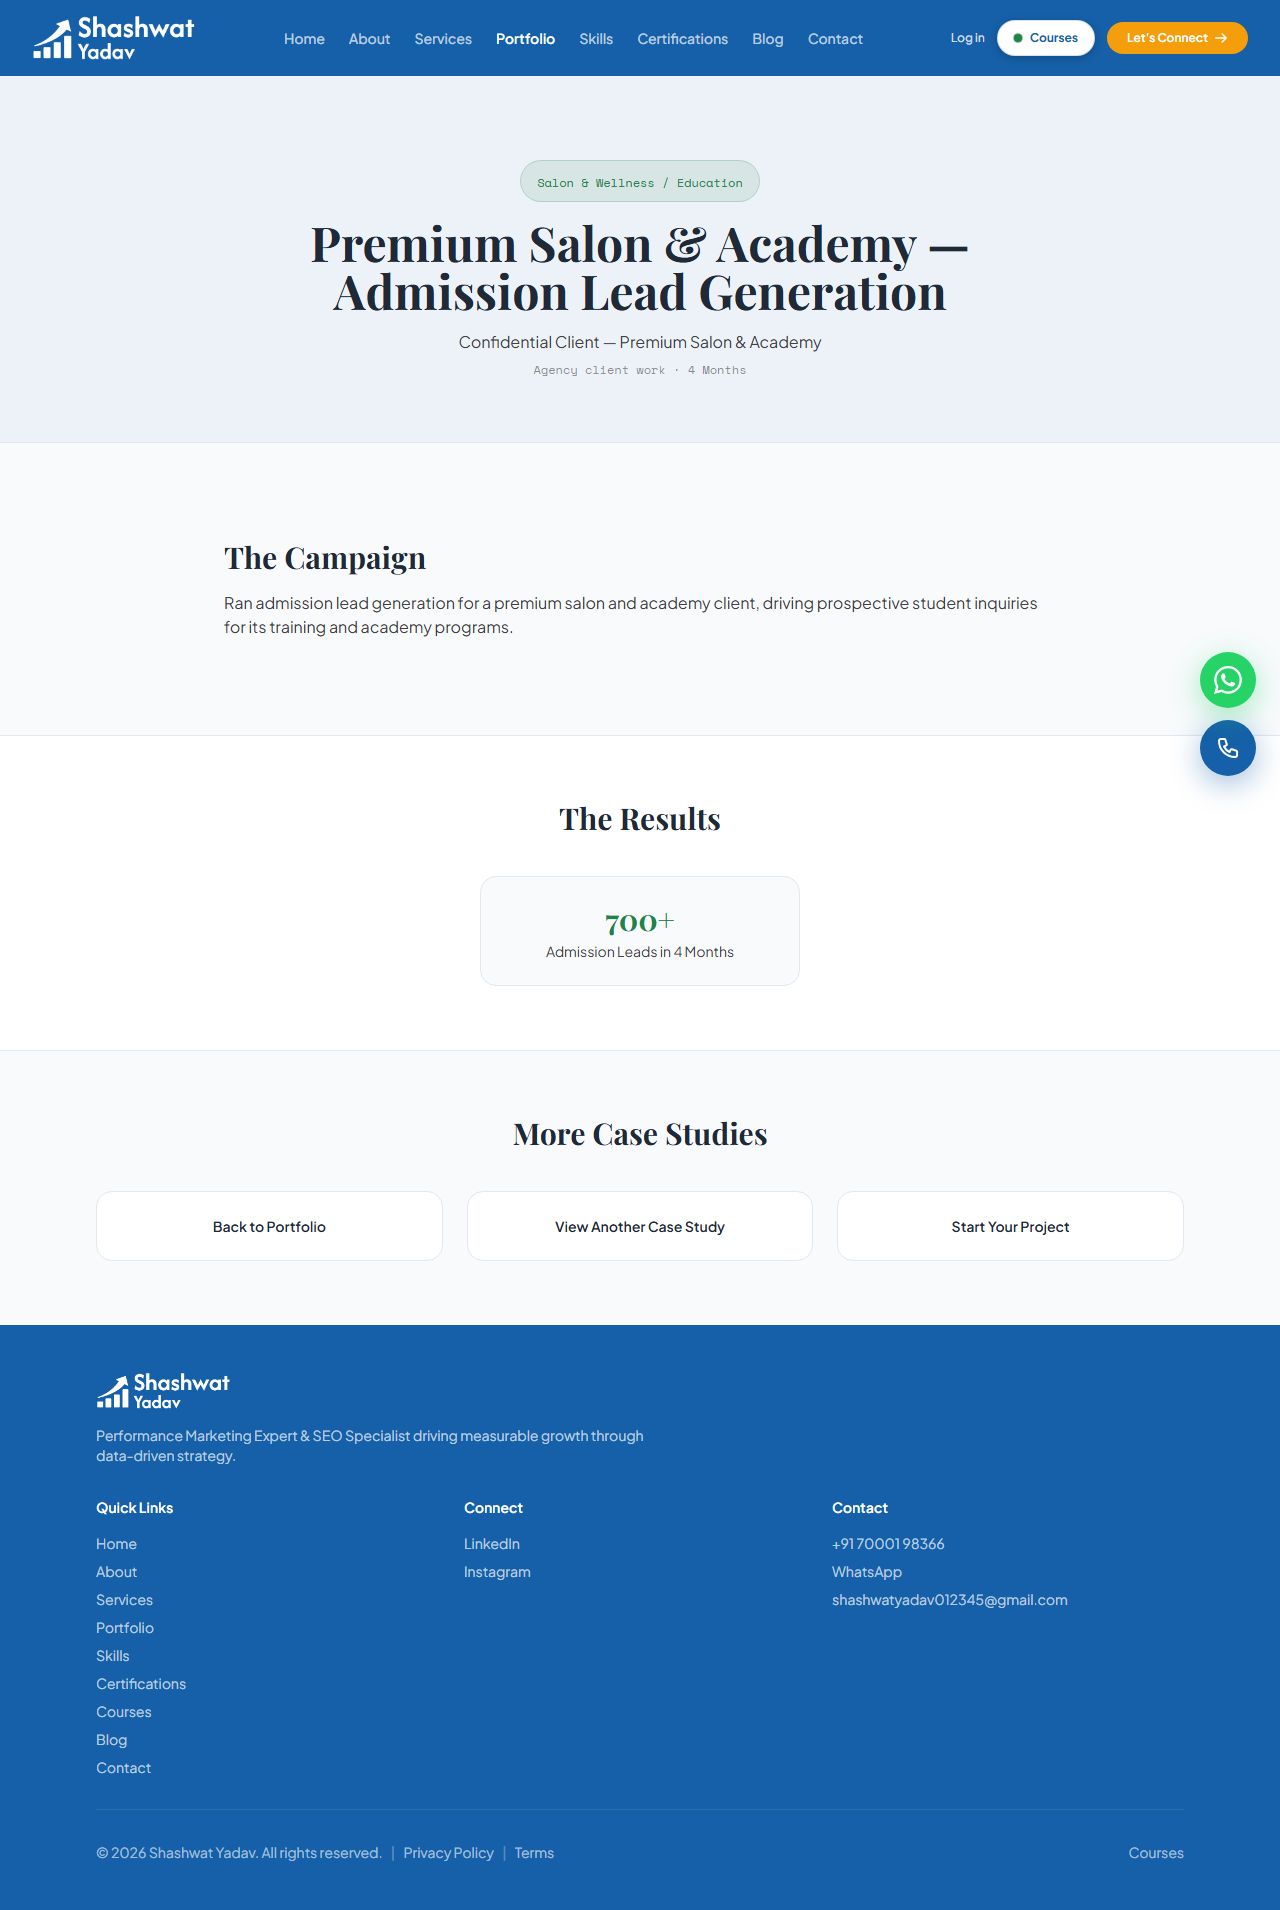 Shashwat
Yadav
Home About Services Portfolio Skills Certifications Blog Contact
Log in Courses Let's Connect →
Salon & Wellness / Education
Premium Salon & Academy —
Admission Lead Generation
Confidential Client — Premium Salon & Academy
Agency client work · 4 Months
The Campaign
Ran admission lead generation for a premium salon and academy client, driving prospective student inquiries
for its training and academy programs.
The Results
700+
Admission Leads in 4 Months
More Case Studies
Back to Portfolio
View Another Case Study
Start Your Project
Shashwat
Yadav
Performance Marketing Expert & SEO Specialist driving measurable growth through
data-driven strategy.
Quick Links
Home
About
Services
Portfolio
Skills
Certifications
Courses
Blog
Contact
Connect
LinkedIn
Instagram
Contact
+91 70001 98366
WhatsApp
shashwatyadav012345@gmail.com
© 2026 Shashwat Yadav. All rights reserved. | Privacy Policy | Terms
Courses